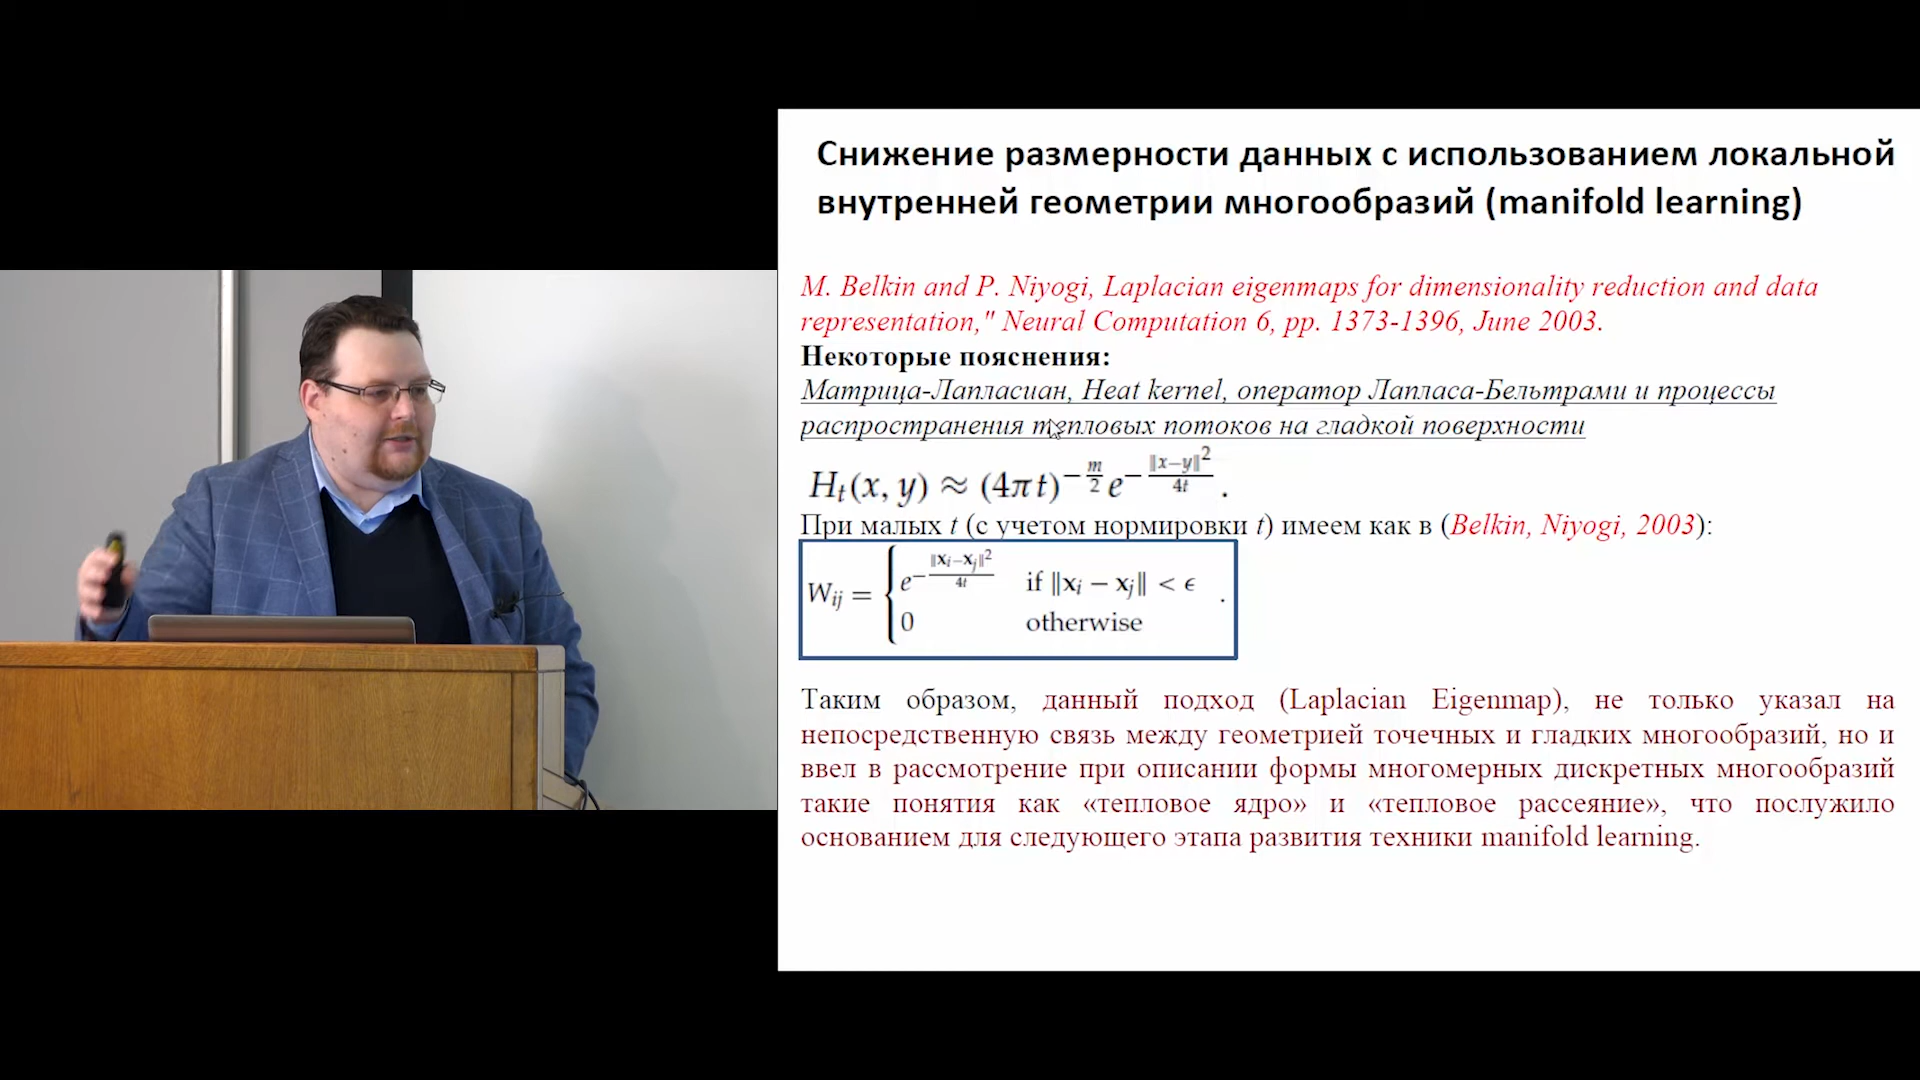 Снижение размерности данных с использованием локальной
внутренней геометрии многообразий (manifold learning)
M. Belkin and P. Niyogi, Laplacian eigenmaps for dimensionality reduction and data
representation," Neural Computation 6, pp. 1373-1396, June 2003.
Некоторые пояснения:
Матрица-Лапласиан, Heat kernel, оператор Лапласа-Бельтрами и процессы
распространения тепловых потоков на гладкой поверхности
H_t(x, y) ≈ (4πt)^{-m/2} e^{-‖x−y‖²/4t}.
При малых t (с учетом нормировки t) имеем как в (Belkin, Niyogi, 2003):
W_{ij} = { e^{-‖x_i−x_j‖²/4t} if ‖x_i − x_j‖ < ϵ
0 otherwise .
Таким образом, данный подход (Laplacian Eigenmap), не только указал на
непосредственную связь между геометрией точечных и гладких многообразий, но и
ввел в рассмотрение при описании формы многомерных дискретных многообразий
такие понятия как «тепловое ядро» и «тепловое рассеяние», что послужило
основанием для следующего этапа развития техники manifold learning.